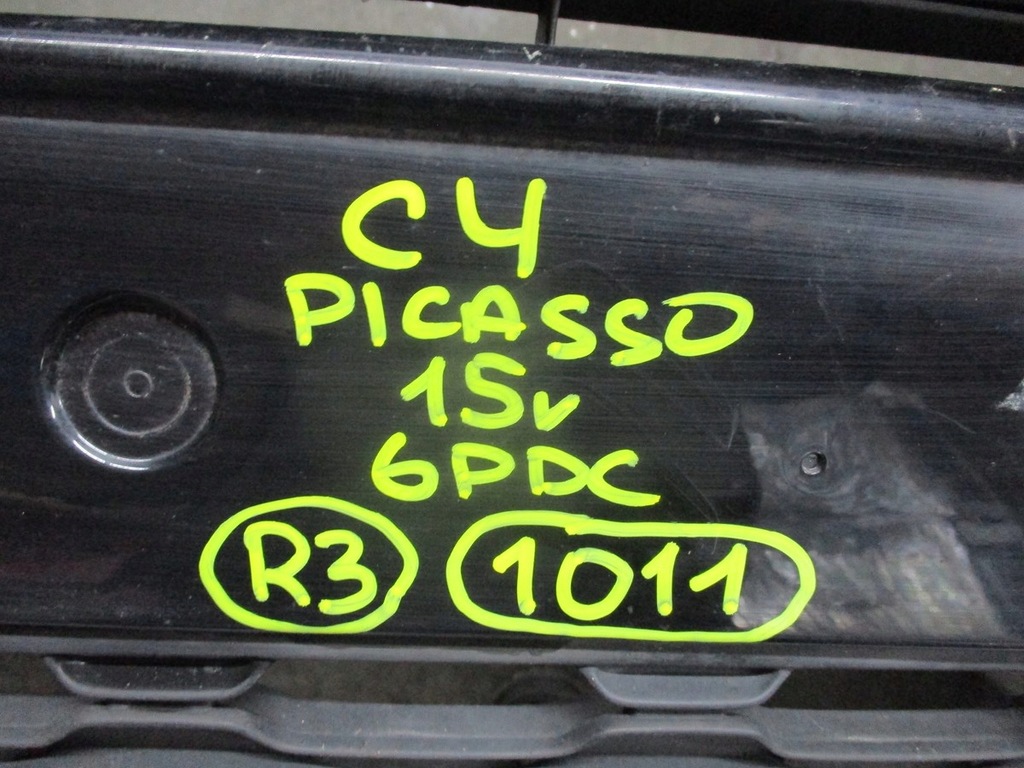 C4
PICASSO
15v
6PDC
R3 1011